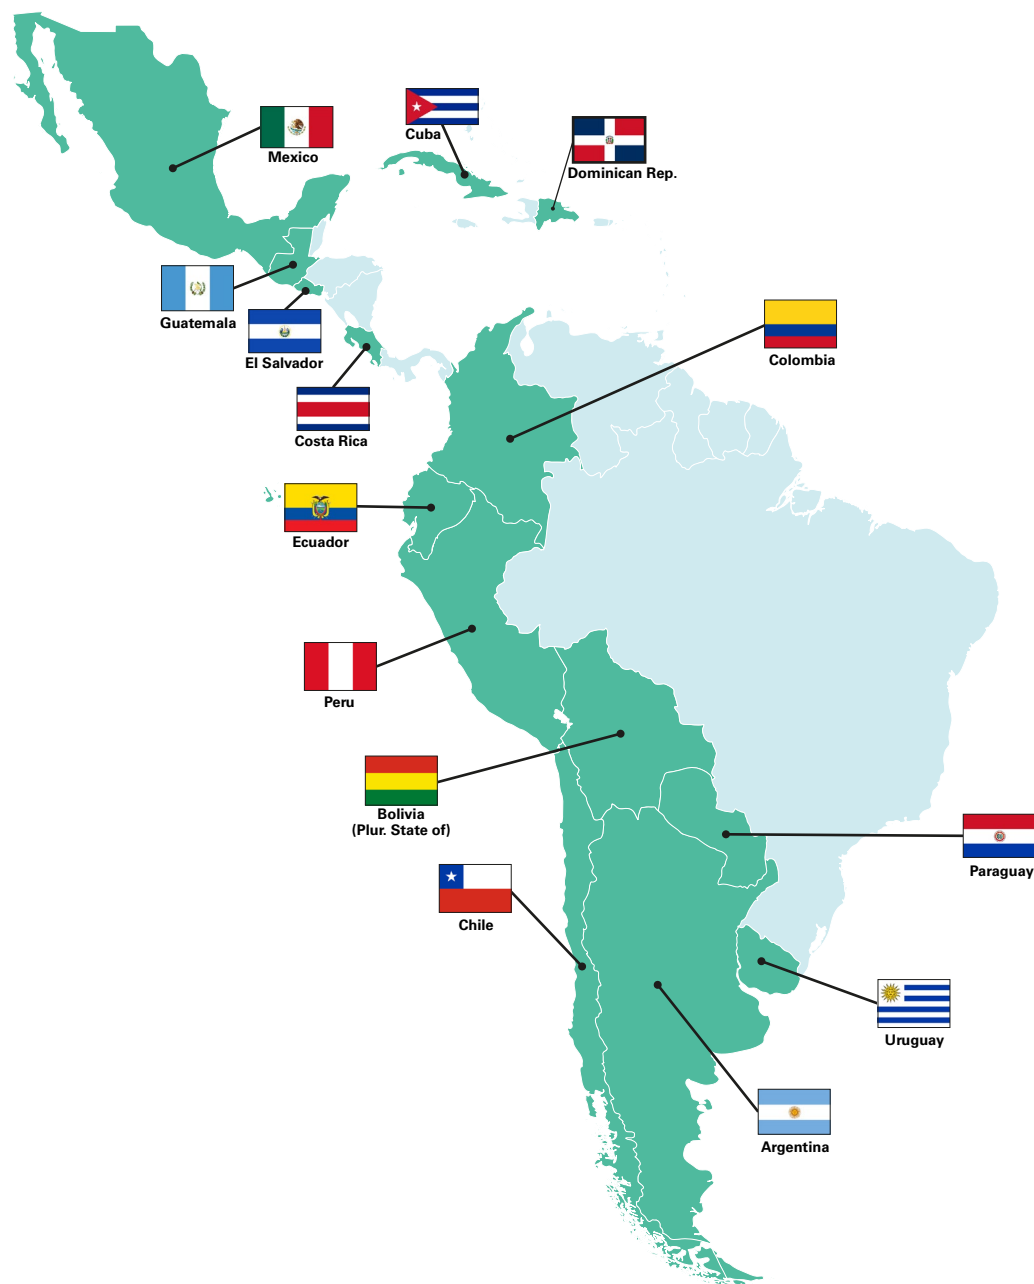 Cuba
Mexico
Dominican Rep.
Guatemala
El Salvador
Colombia
Costa Rica
Ecuador
Peru
Bolivia
(Plur. State of)
Paraguay
Chile
Uruguay
Argentina